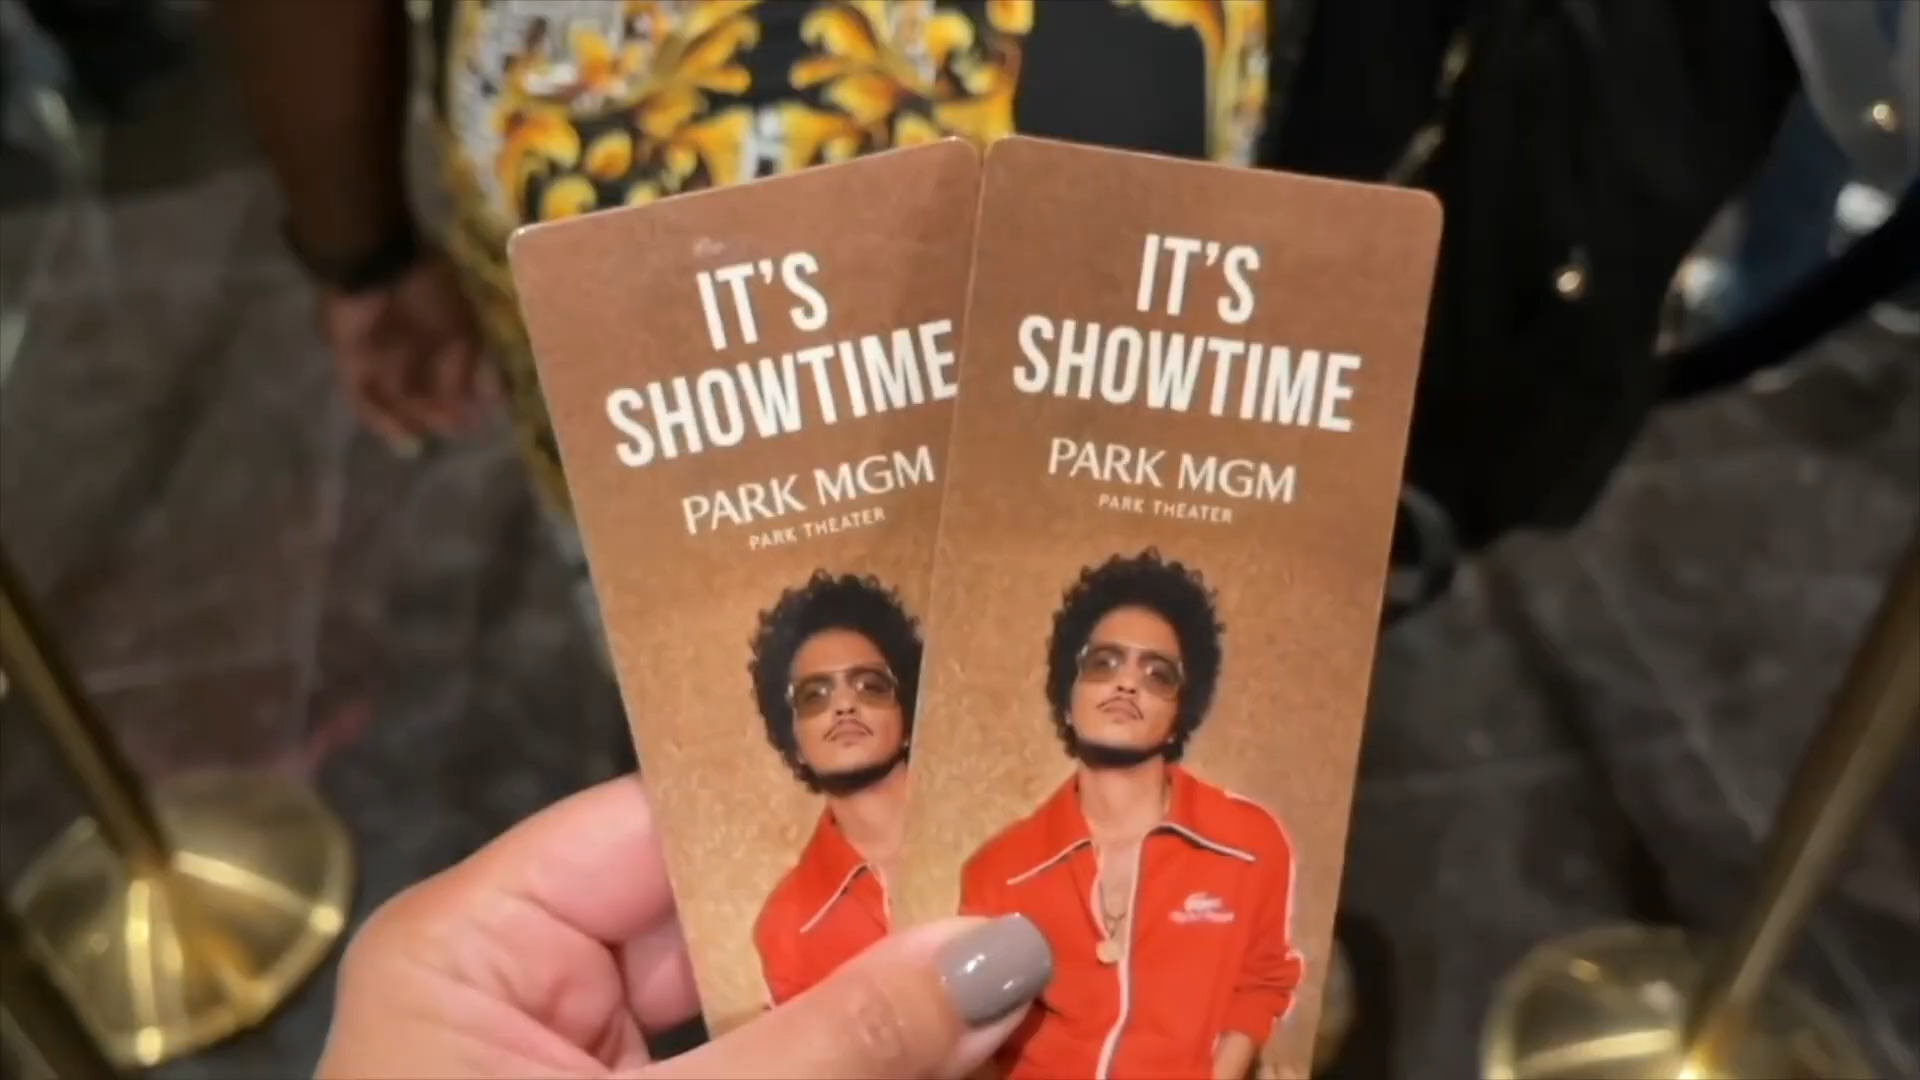 IT'S
SHOWTIME
PARK MGM
PARK THEATER
IT'S
SHOWTIME
PARK MGM
PARK THEATER